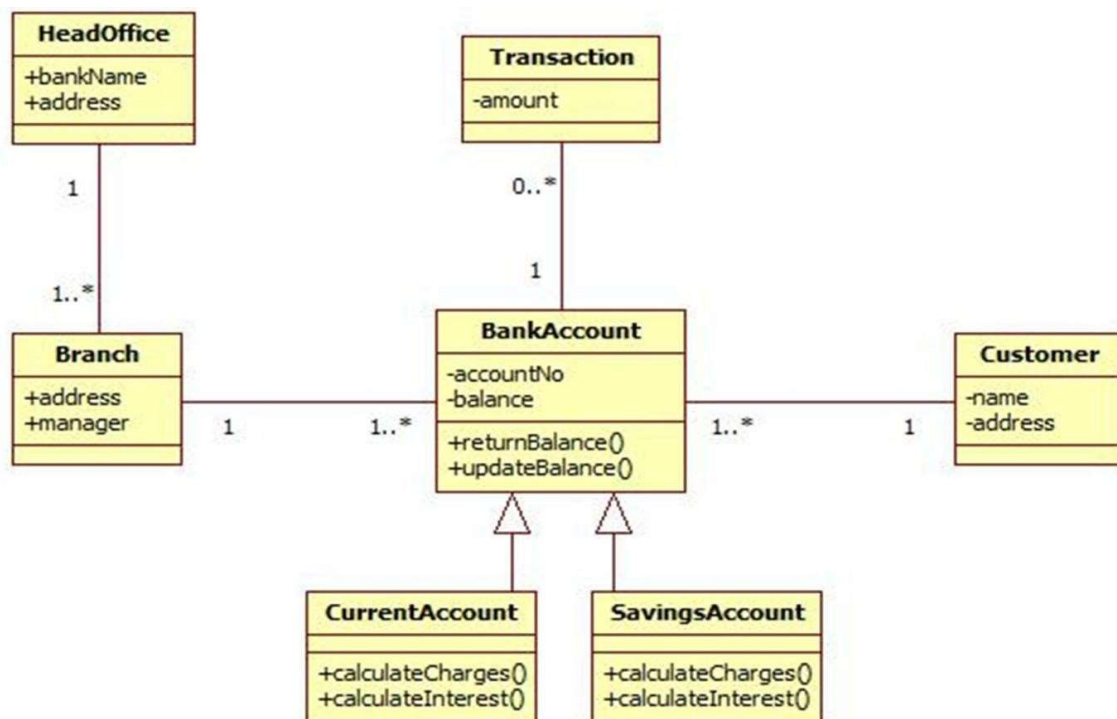 HeadOffice
+bankName
+address
Transaction
-amount
1
0..*
1..*
1
Branch
+address
+manager
BankAccount
-accountNo
-balance
+returnBalance()
+updateBalance()
Customer
-name
-address
1
1..*
1..*
1
CurrentAccount
+calculateCharges()
+calculateInterest()
SavingsAccount
+calculateCharges()
+calculateInterest()